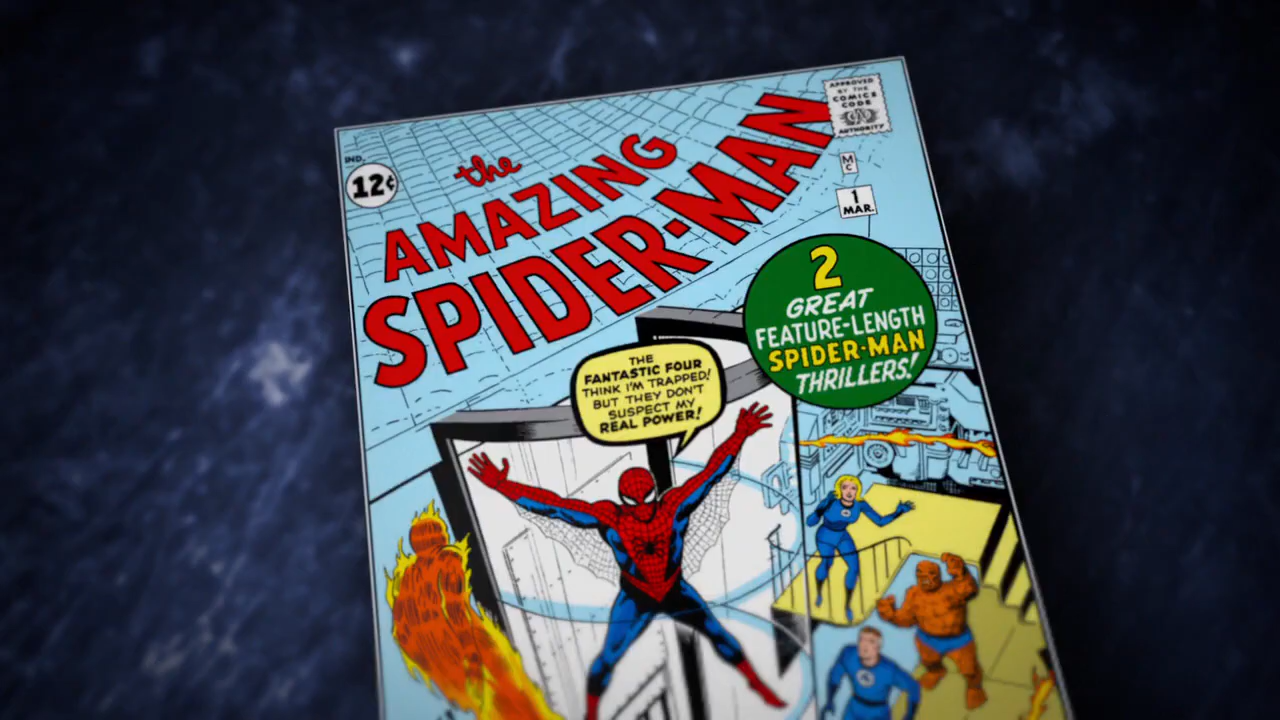 IND.
12¢
the
AMAZING
SPIDER-MAN
APPROVED
BY THE
COMICS
CODE
AUTHORITY
M
C
1
MAR.
2
GREAT
FEATURE-LENGTH
SPIDER-MAN
THRILLERS!
THE
FANTASTIC FOUR
THINK I'M TRAPPED!
BUT THEY DON'T
SUSPECT MY
REAL POWER!